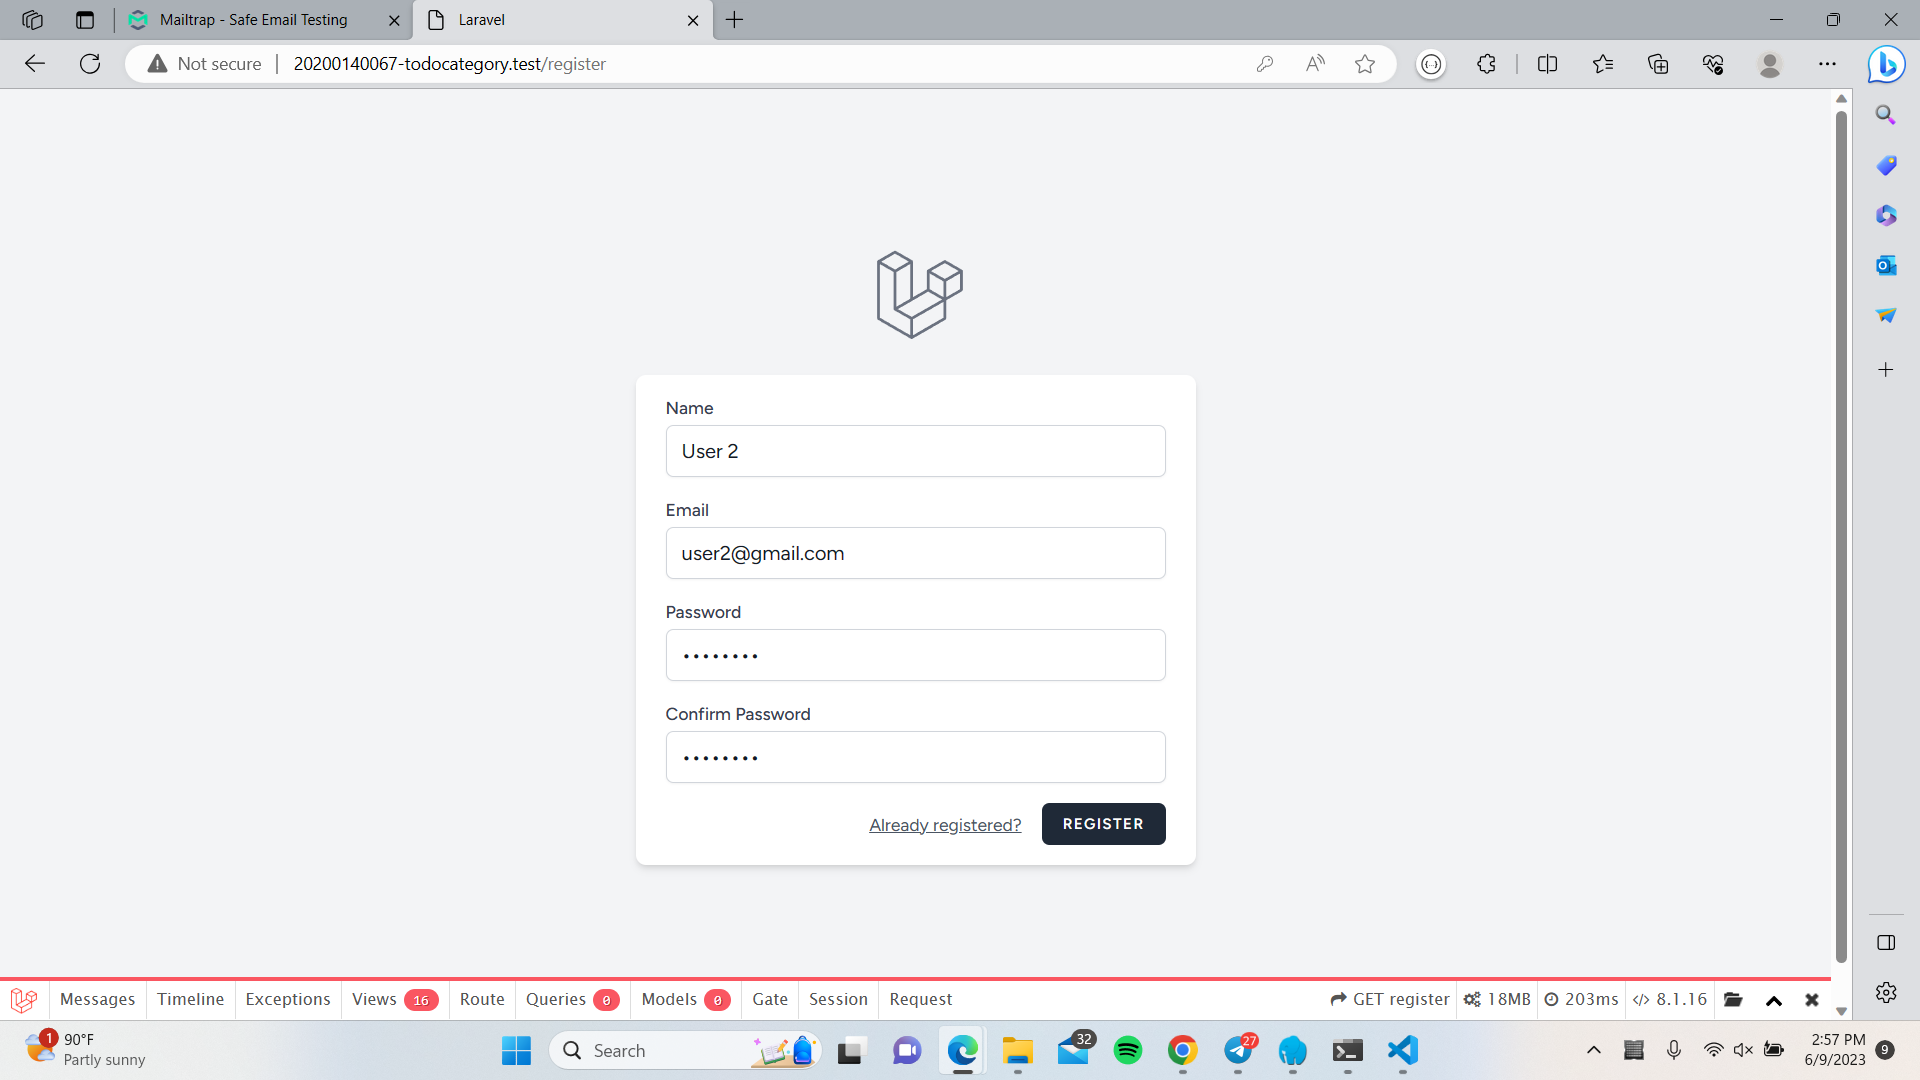 Mailtrap - Safe Email Testing
Laravel
Not secure
20200140067-todocategory.test/register
Name
User 2
Email
user2@gmail.com
Password
••••••••
Confirm Password
••••••••
Already registered?
REGISTER
Messages
Timeline
Exceptions
Views 16
Route
Queries 0
Models 0
Gate
Session
Request
GET register
18MB
203ms
8.1.16
1
90°F
Partly sunny
Search
32
27
2:57 PM
6/9/2023
9